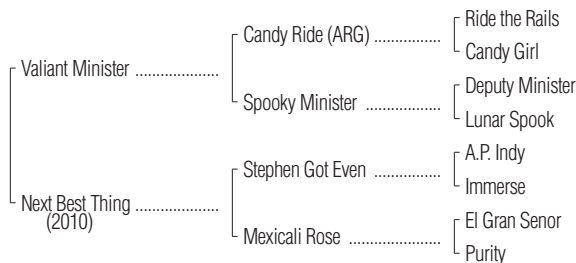 Ride the Rails
Candy Ride (ARG) ..................
Candy Girl
Valiant Minister ...................
Deputy Minister
Spooky Minister .................
Lunar Spook
A.P. Indy
Stephen Got Even ................
Immerse
Next Best Thing ...................
(2010)
El Gran Senor
Mexicali Rose .....................
Purity